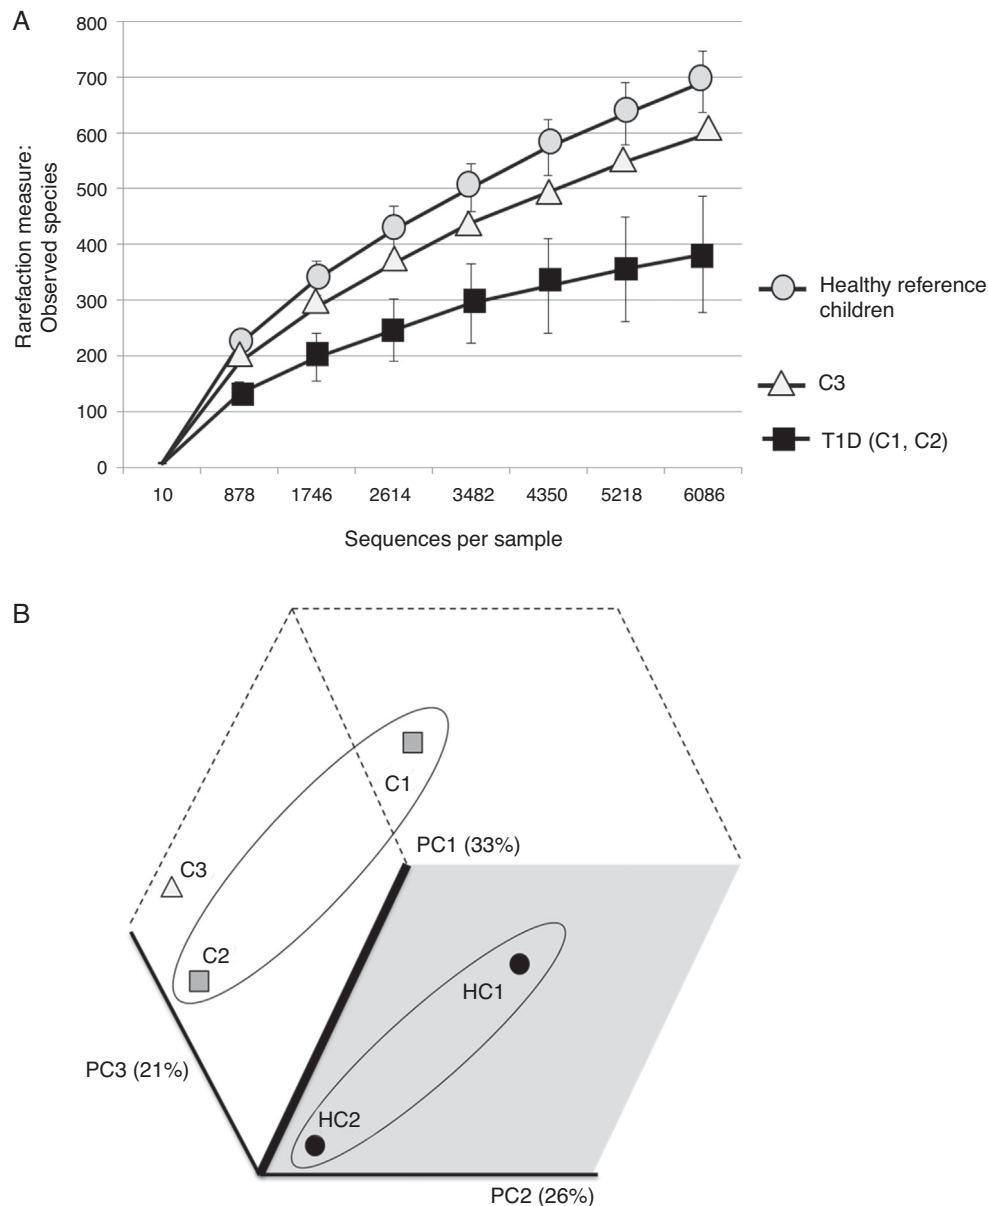 A
800
700
600
500
400
300
200
100
0
Rarefaction measure:
Observed species
10 878 1746 2614 3482 4350 5218 6086
Sequences per sample
Healthy reference
children
C3
T1D (C1, C2)
B
C1
PC1 (33%)
C3
C2
HC1
PC3 (21%)
HC2
PC2 (26%)